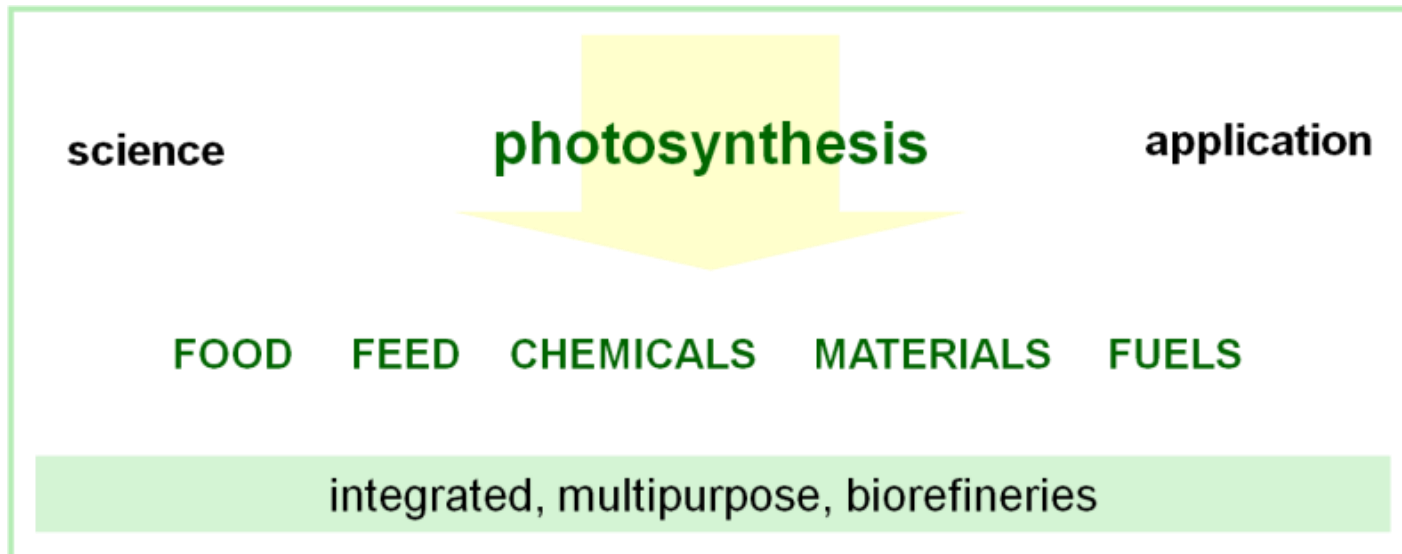 science photosynthesis application
FOOD FEED CHEMICALS MATERIALS FUELS
integrated, multipurpose, biorefineries